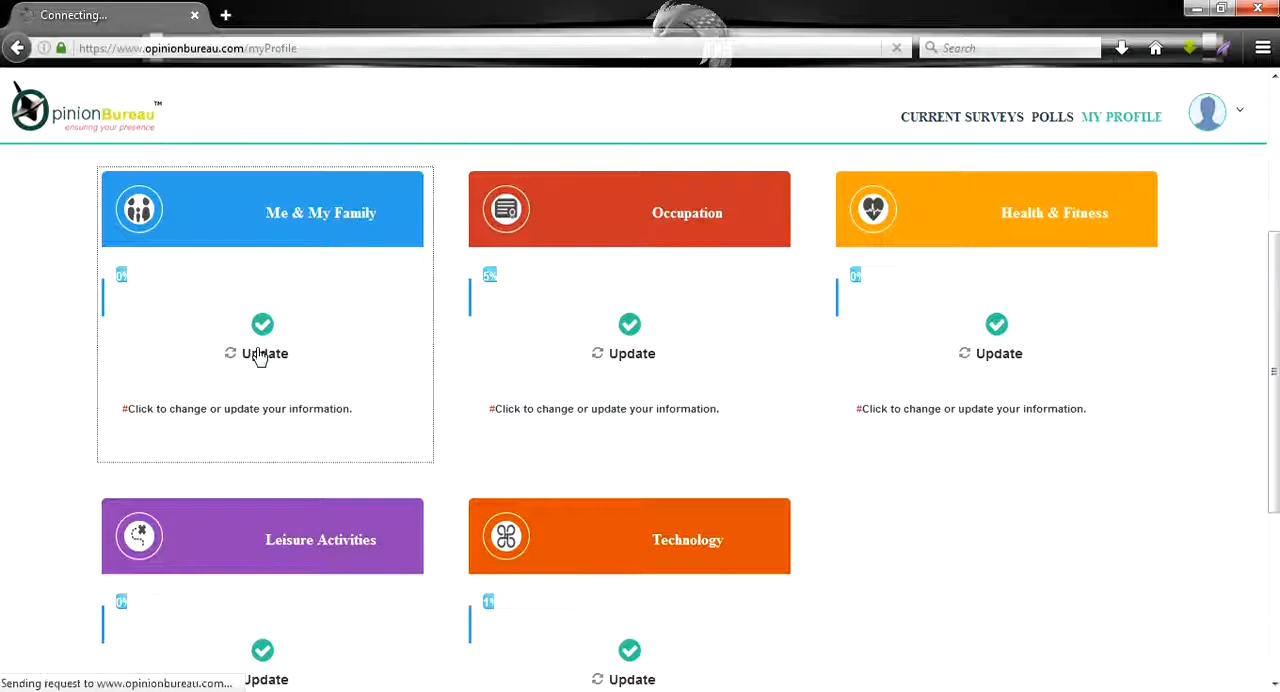 Connecting...
https://www.opinionbureau.com/myProfile
Search
pinionBureau™
ensuring your presence
CURRENT SURVEYS POLLS MY PROFILE
Me & My Family
Occupation
Health & Fitness
0%
5%
0%
Update
Update
Update
#Click to change or update your information.
#Click to change or update your information.
#Click to change or update your information.
Leisure Activities
Technology
0%
1%
Update
Sending request to www.opinionbureau.com...
pdate